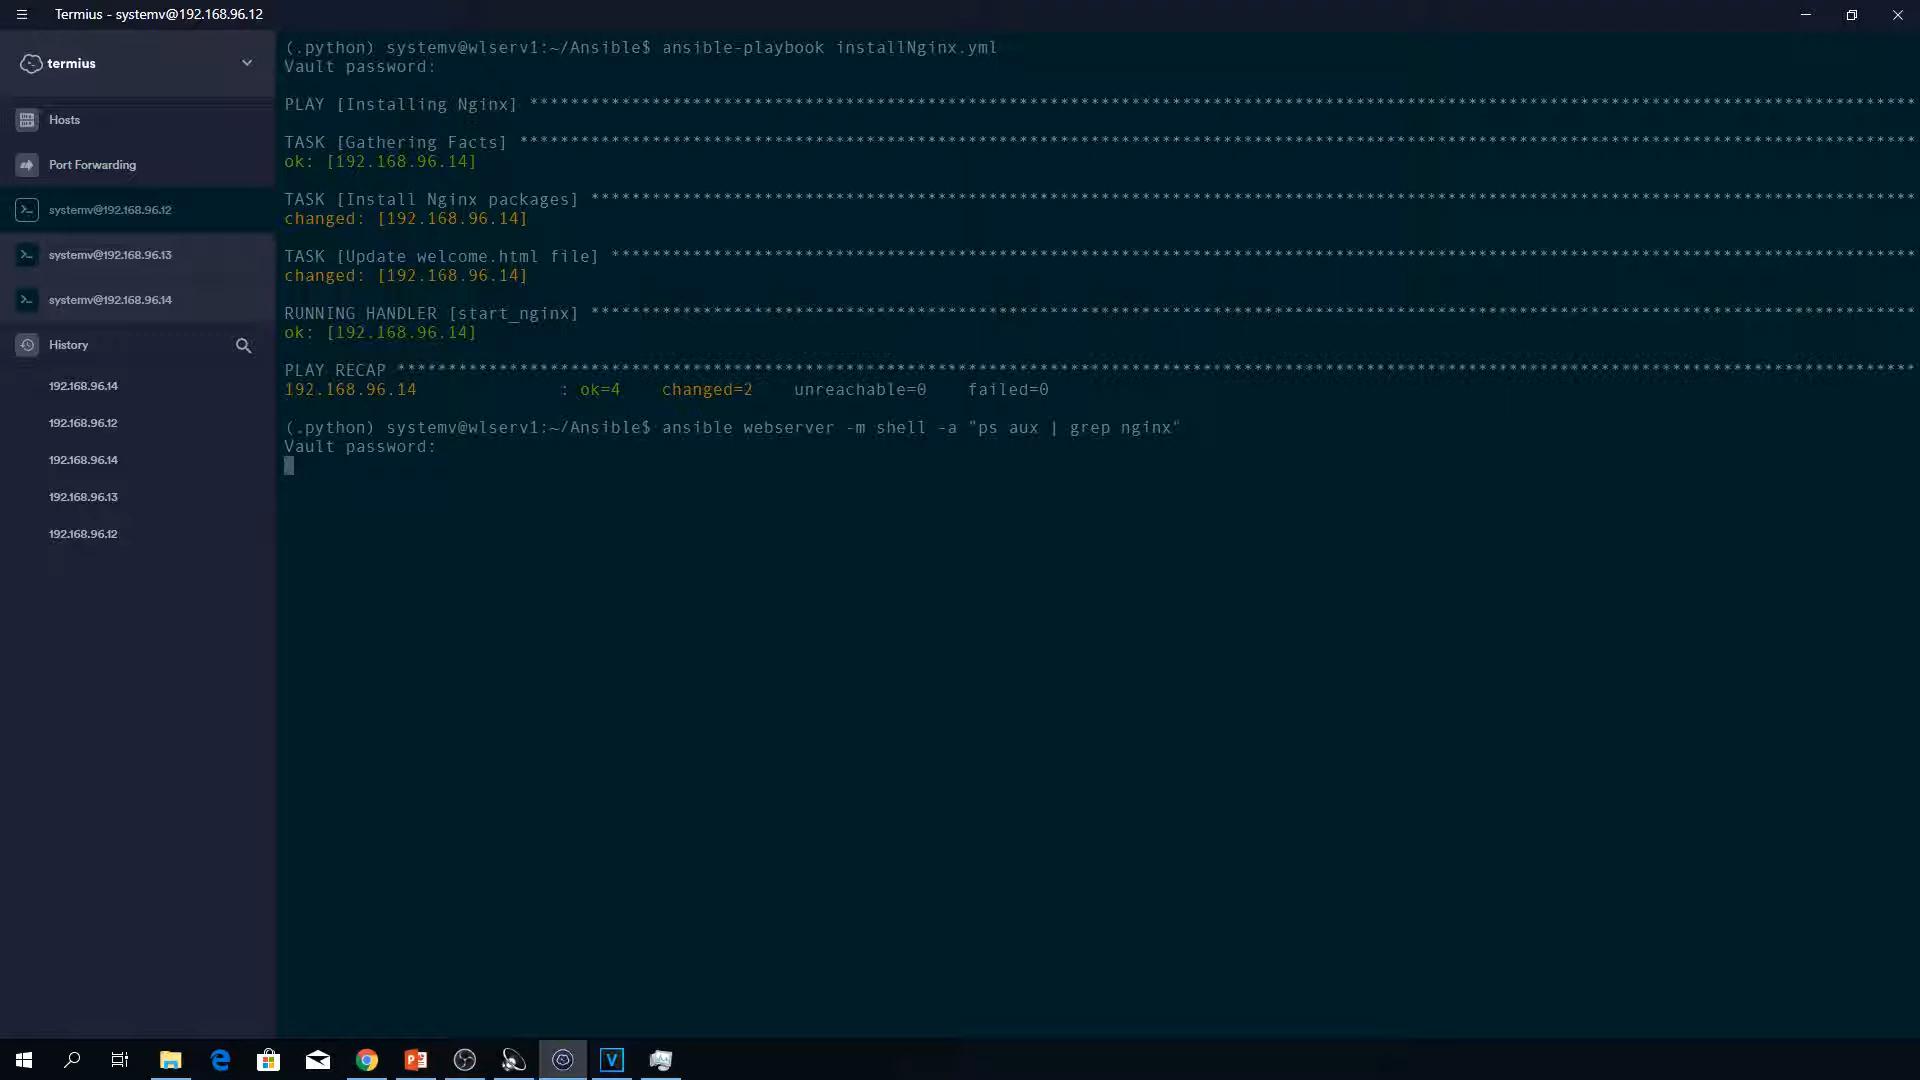 Termius - systemv@192.168.96.12
termius
Hosts
Port Forwarding
systemv@192.168.96.12
systemv@192.168.96.13
systemv@192.168.96.14
History
192.168.96.14
192.168.96.12
192.168.96.14
192.168.96.13
192.168.96.12
(.python) systemv@wlserv1:~/Ansible$ ansible-playbook installNginx.yml
Vault password:
PLAY [Installing Nginx] ***************************************************************************************************************************************
TASK [Gathering Facts] ****************************************************************************************************************************************
ok: [192.168.96.14]
TASK [Install Nginx packages] *********************************************************************************************************************************
changed: [192.168.96.14]
TASK [Update welcome.html file] *******************************************************************************************************************************
changed: [192.168.96.14]
RUNNING HANDLER [start_nginx] *********************************************************************************************************************************
ok: [192.168.96.14]
PLAY RECAP ****************************************************************************************************************************************************
192.168.96.14              : ok=4    changed=2    unreachable=0    failed=0
(.python) systemv@wlserv1:~/Ansible$ ansible webserver -m shell -a "ps aux | grep nginx"
Vault password: